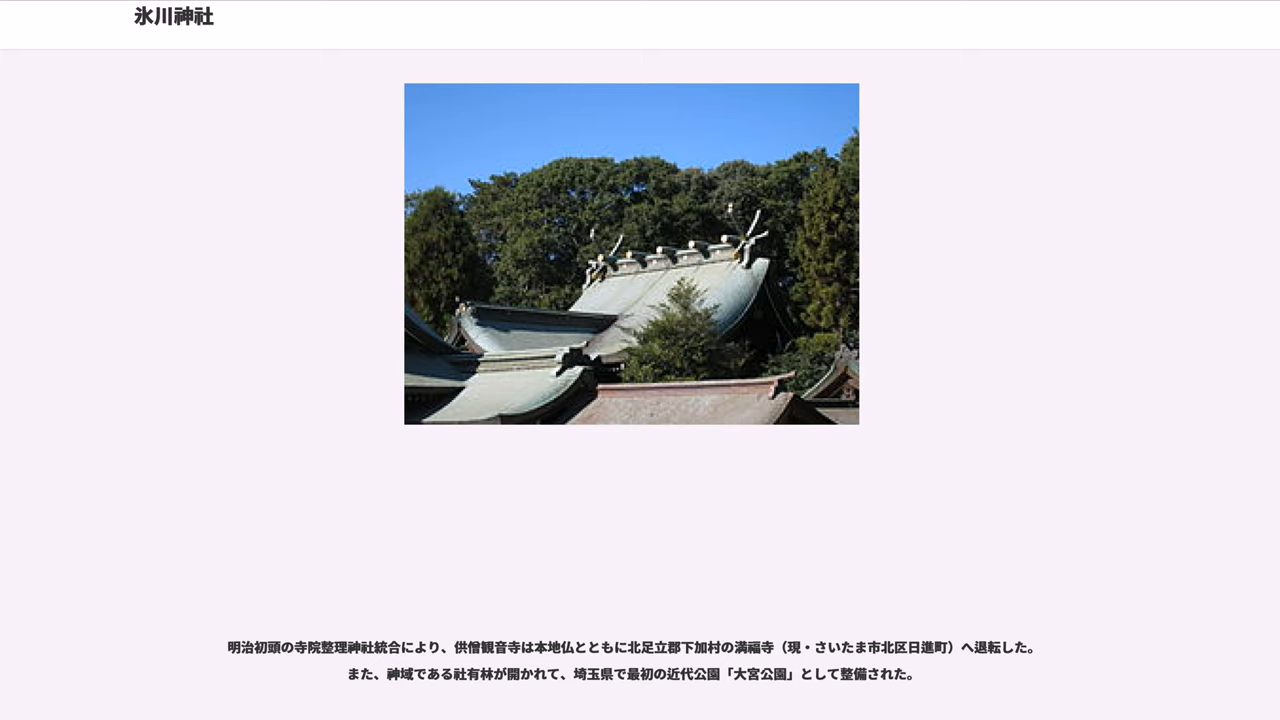 氷川神社
明治初頭の寺院整理神社統合により、供僧観音寺は本地仏とともに北足立郡下加村の満福寺（現・さいたま市北区日進町）へ退転した。
また、神域である社有林が開かれて、埼玉県で最初の近代公園「大宮公園」として整備された。